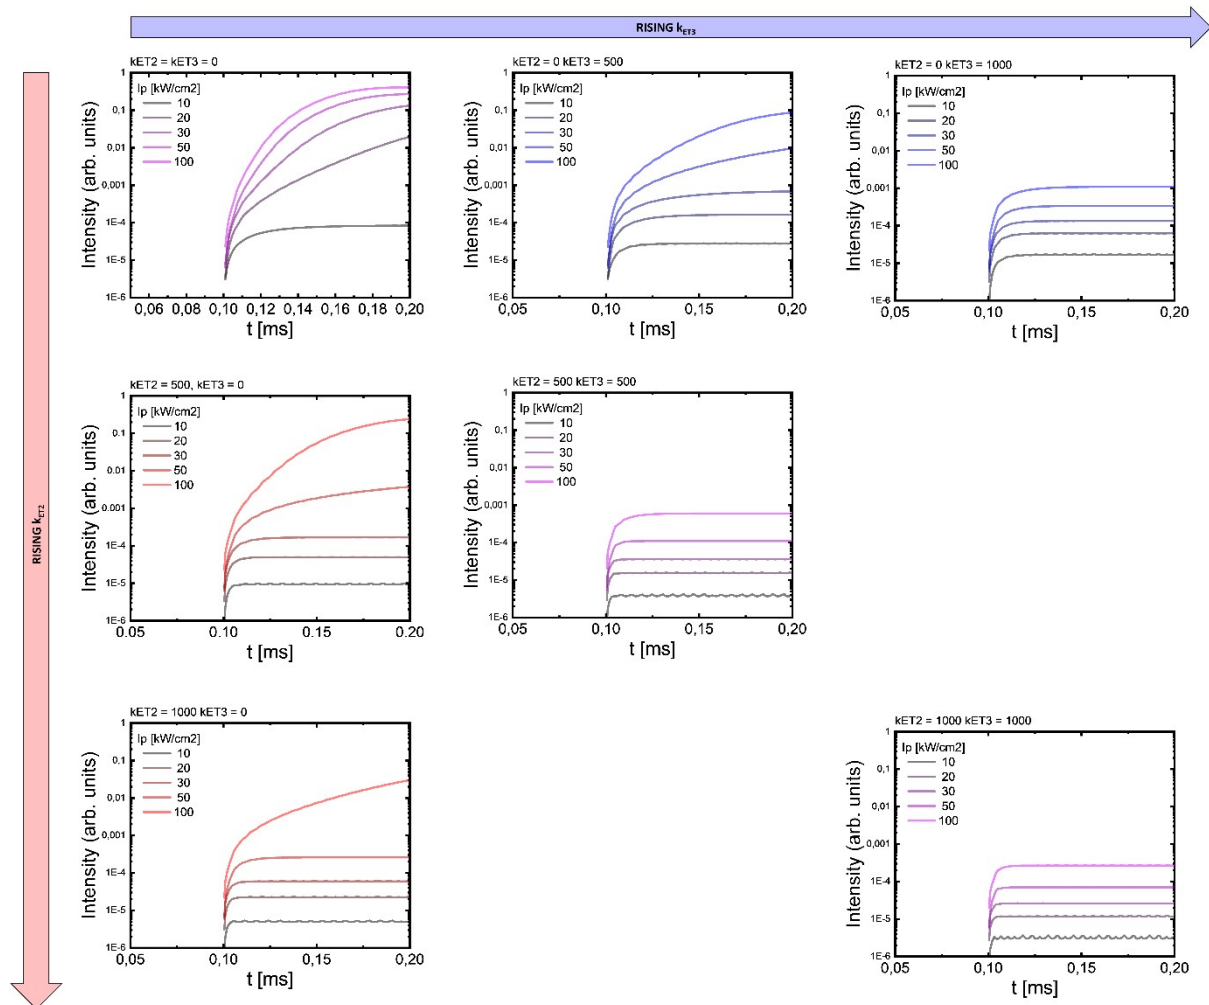 RISING kET3
RISING kET2
kET2 = kET3 = 0
Ip [kW/cm2]
10
20
30
50
100
Intensity (arb. units)
1
0,1
0,01
0,001
1E-4
1E-5
1E-6
0,06 0,08 0,10 0,12 0,14 0,16 0,18 0,20
t [ms]
kET2 = 0 kET3 = 500
Ip [kW/cm2]
10
20
30
50
100
Intensity (arb. units)
1
0,1
0,01
0,001
1E-4
1E-5
1E-6
0,05 0,10 0,15 0,20
t [ms]
kET2 = 0 kET3 = 1000
Ip [kW/cm2]
10
20
30
50
100
Intensity (arb. units)
1
0,1
0,01
0,001
1E-4
1E-5
1E-6
0,05 0,10 0,15 0,20
t [ms]
kET2 = 500, kET3 = 0
Ip [kW/cm2]
10
20
30
50
100
Intensity (arb. units)
1
0,1
0,01
0,001
1E-4
1E-5
1E-6
0.05 0.10 0.15 0.20
t [ms]
kET2 = 500 kET3 = 500
Ip [kW/cm2]
10
20
30
50
100
Intensity (arb. units)
1
0,1
0,01
0,001
1E-4
1E-5
1E-6
0,05 0,10 0,15 0,20
t [ms]
kET2 = 1000 kET3 = 0
Ip [kW/cm2]
10
20
30
50
100
Intensity (arb. units)
1
0,1
0,01
0,001
1E-4
1E-5
1E-6
0,05 0,10 0,15 0,20
t [ms]
kET2 = 1000 kET3 = 1000
Ip [kW/cm2]
10
20
30
50
100
Intensity (arb. units)
1
0,1
0,01
0,001
1E-4
1E-5
1E-6
0,05 0,10 0,15 0,20
t [ms]